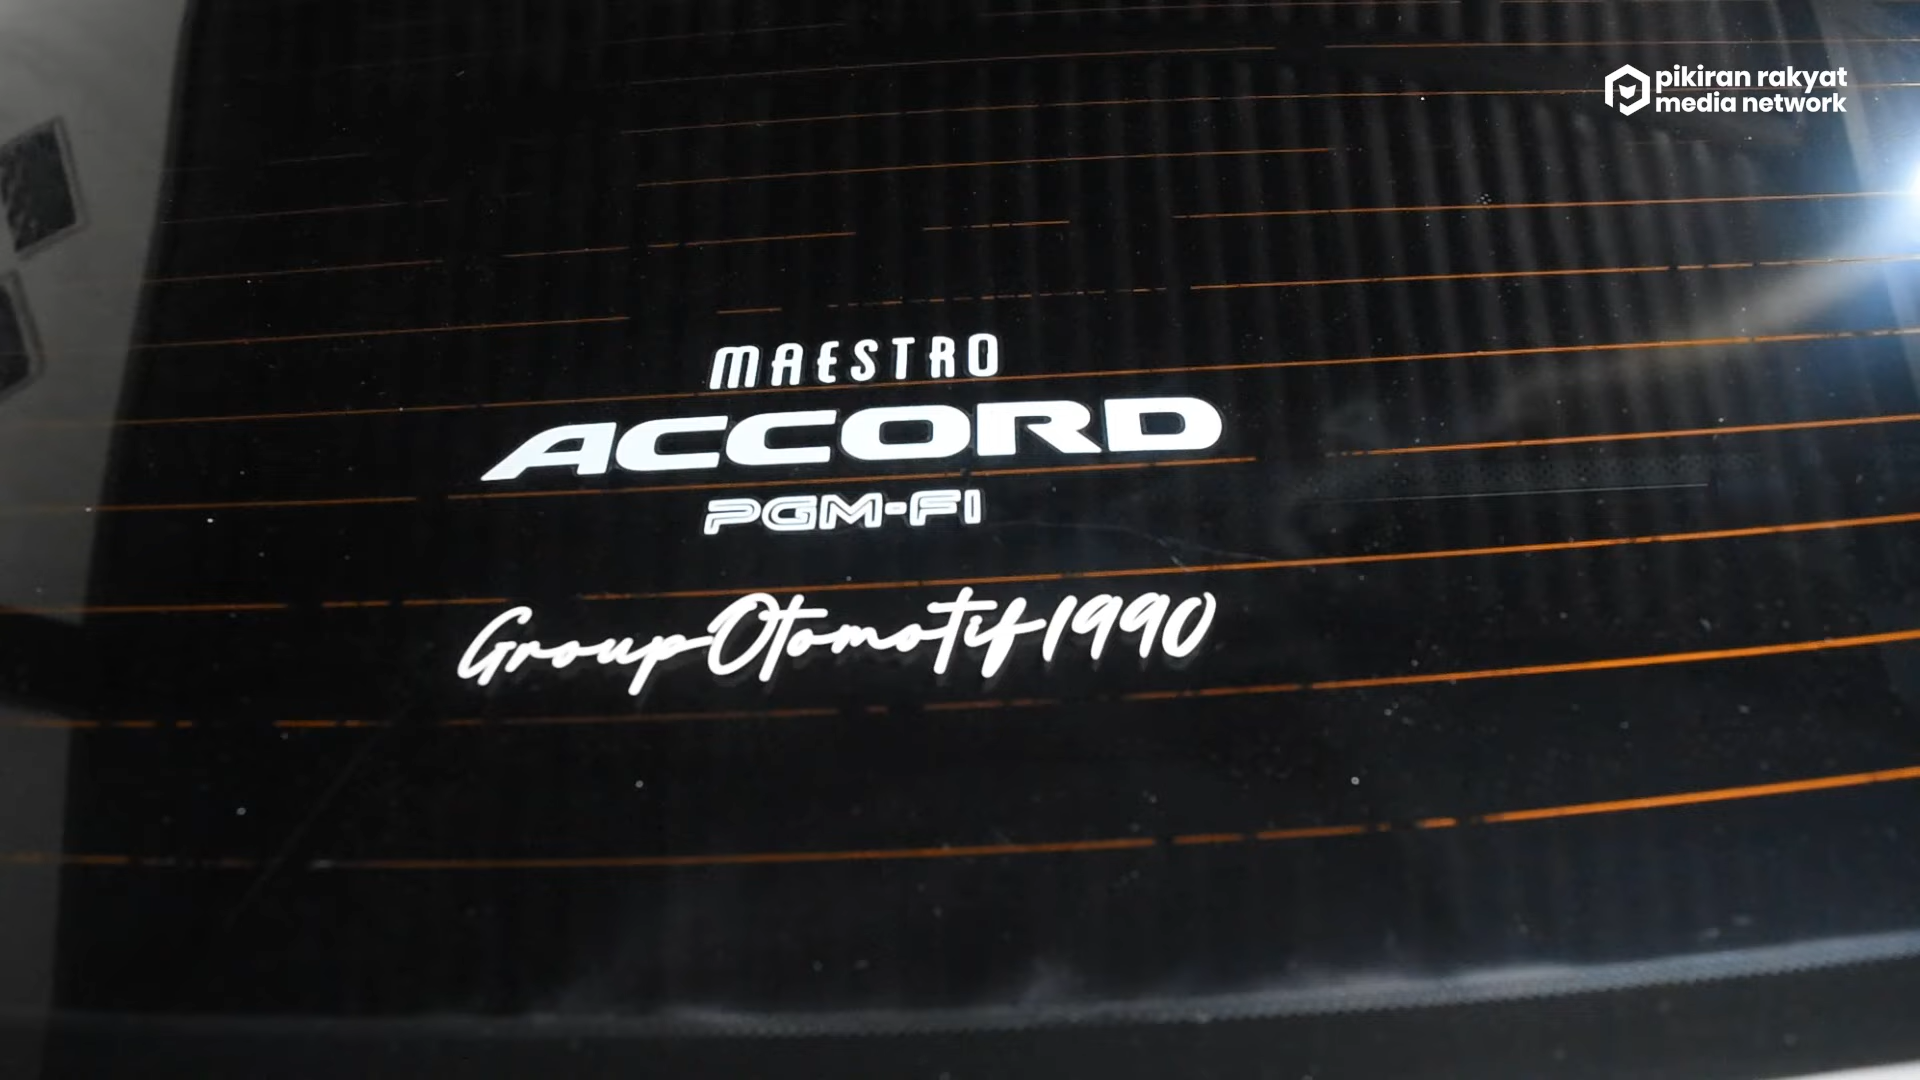 pikiran rakyat
media network
MAESTRO
ACCORD
PGM-FI
GroupOtomotif1990